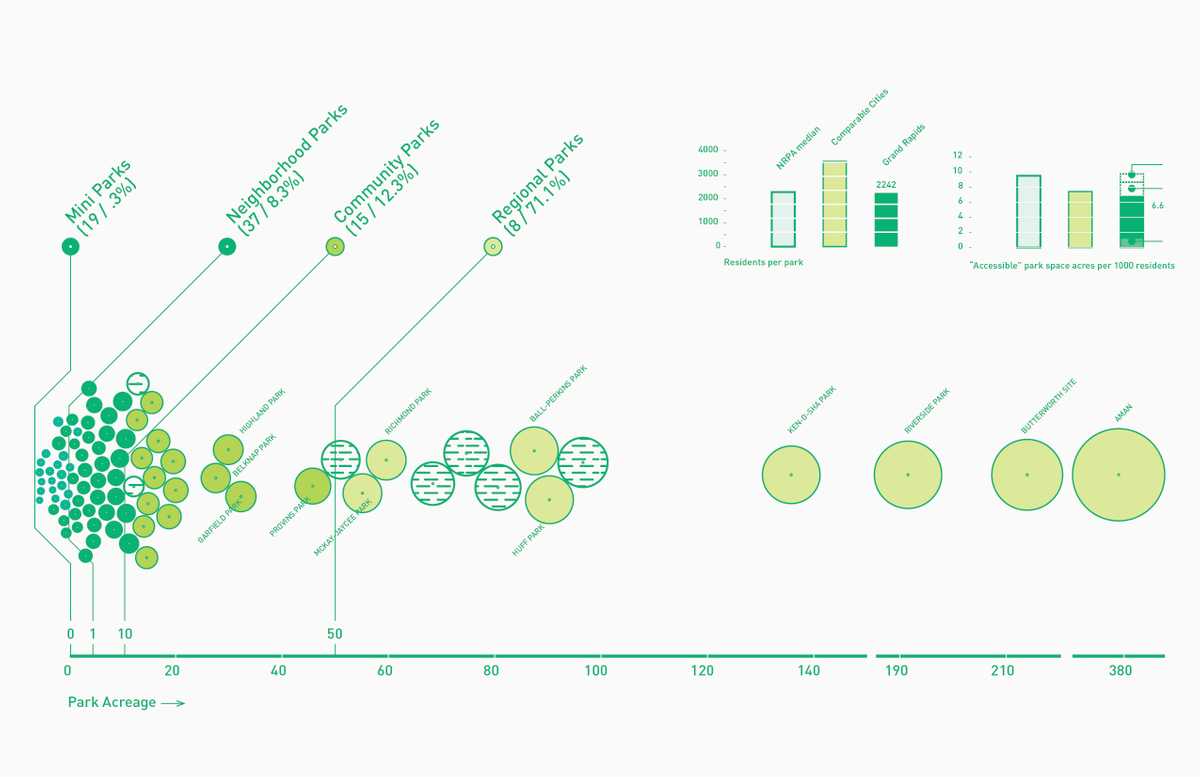 Mini Parks
(19 / .3%)
Neighborhood Parks
(37 / 8.3%)
Community Parks
(15 / 12.3%)
Regional Parks
(8 / 71.1%)
NRPA median
Comparable Cities
Grand Rapids
4000
3000
2000
1000
0
2242
Residents per park
12
10
8
6
4
2
0
6.6
"Accessible" park space acres per 1000 residents
HIGHLAND PARK
BELKNAP PARK
GARFIELD PARK
PROVINS PARK
MCKAY-JAYCEE PARK
RICHMOND PARK
BALL-PERKINS PARK
HUFF PARK
KEN-O-SHA PARK
RIVERSIDE PARK
BUTTERWORTH SITE
AMAN
0 1 10 50
0 20 40 60 80 100 120 140 190 210 380
Park Acreage →